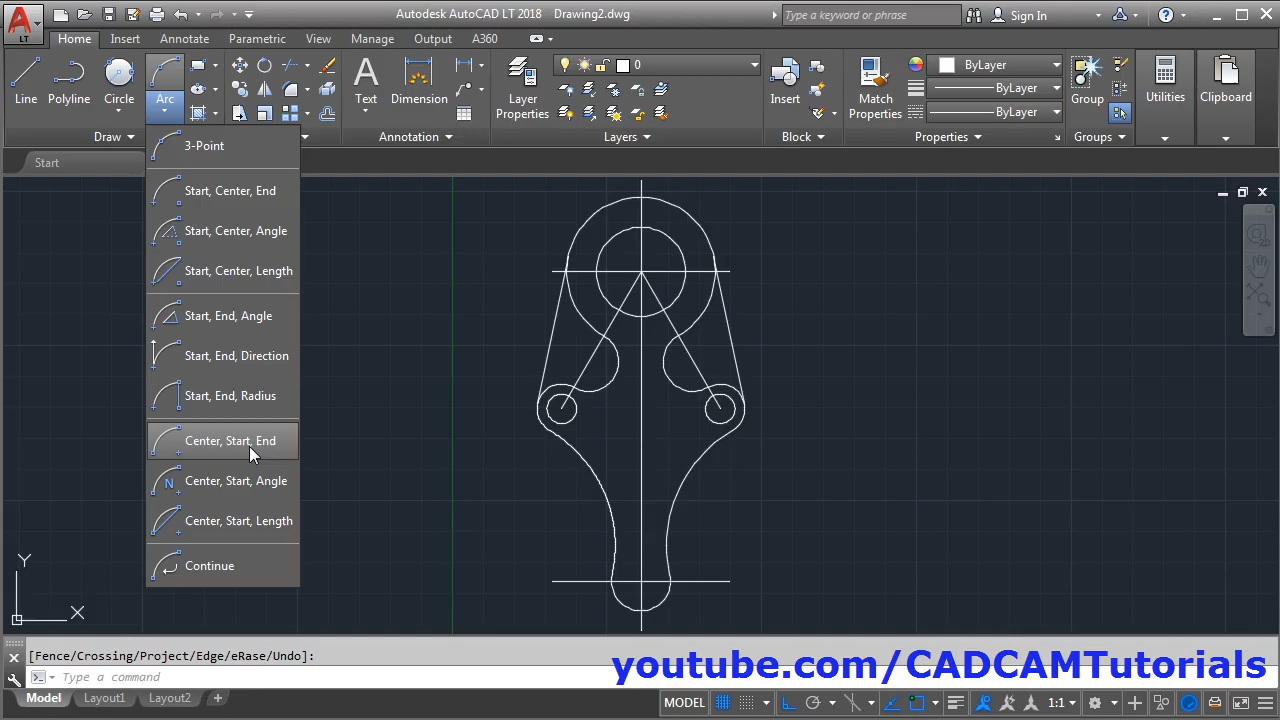 Autodesk AutoCAD LT 2018 Drawing2.dwg
Type a keyword or phrase
Sign In
LT
Home
Insert
Annotate
Parametric
View
Manage
Output
A360
Line
Polyline
Circle
Arc
Text
Dimension
Layer
Properties
0
Insert
Match
Properties
ByLayer
ByLayer
ByLayer
Group
Utilities
Clipboard
Draw
Annotation
Layers
Block
Properties
Groups
Start
3-Point
Start, Center, End
Start, Center, Angle
Start, Center, Length
Start, End, Angle
Start, End, Direction
Start, End, Radius
Center, Start, End
Center, Start, Angle
Center, Start, Length
Continue
Y
X
[Fence/Crossing/Project/Edge/eRase/Undo]:
Type a command
youtube.com/CADCAMTutorials
Model
Layout1
Layout2
+
MODEL
1:1